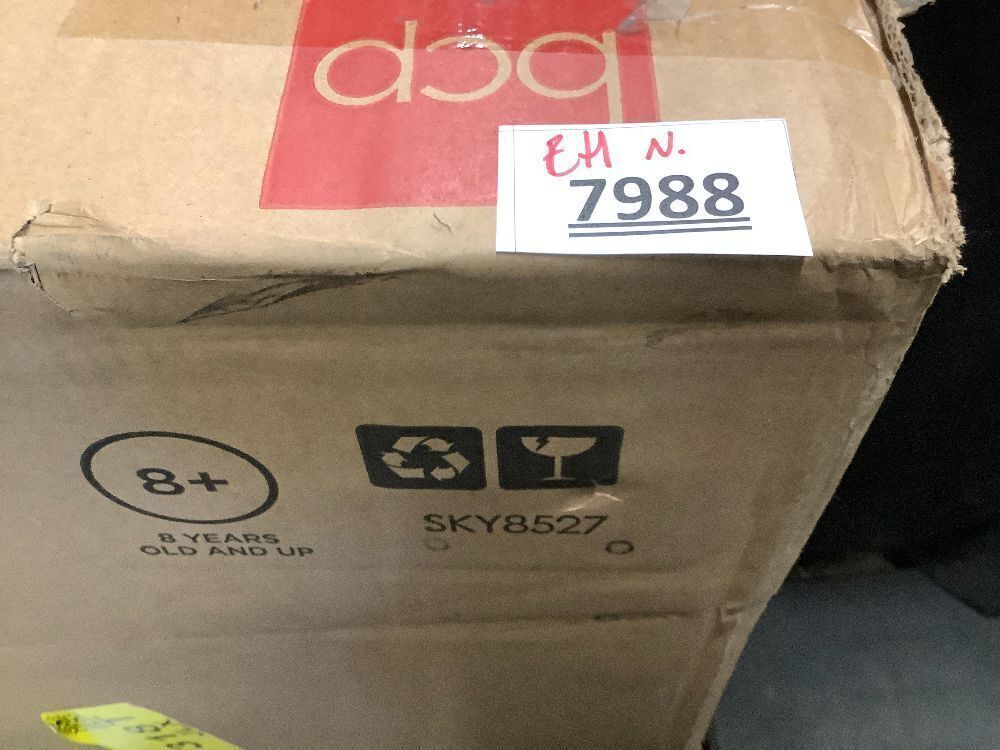 bcp
EH N.
7988
8+
8 YEARS
OLD AND UP
SKY8527